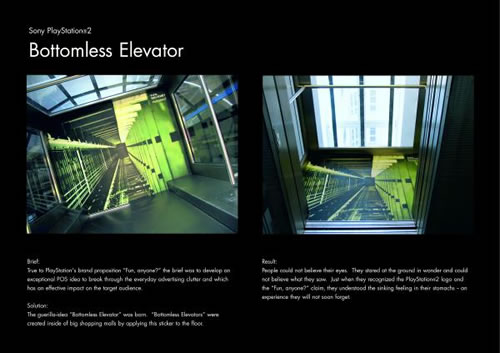 Sony PlayStation®2
Bottomless Elevator
Brief:
True to PlayStation's brand proposition "Fun, anyone?" the brief was to develop an
exceptional POS idea to break through the everyday advertising clutter and which
has an effective impact on the target audience.
Solution:
The guerilla-idea "Bottomless Elevator" was born. "Bottomless Elevators" were
created inside of big shopping malls by applying this sticker to the floor.
Result:
People could not believe their eyes. They stared at the ground in wonder and could
not believe what they saw. Just when they recognized the PlayStation®2 logo and
the "Fun, anyone?" claim, they understood the sinking feeling in their stomachs – an
experience they will not soon forget.